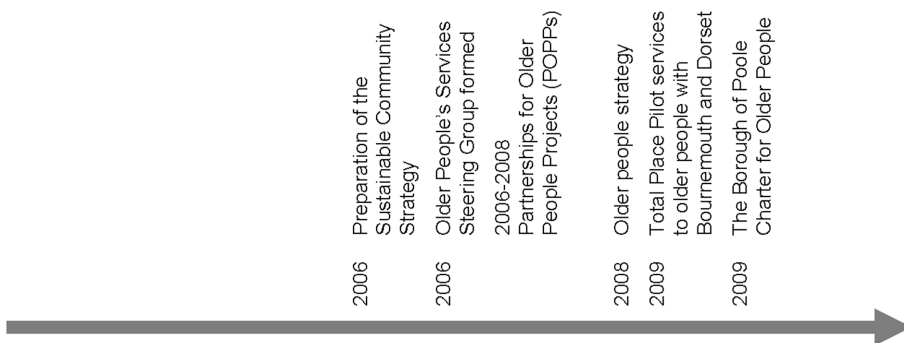 2006 Preparation of the
Sustainable Community
Strategy
2006 Older People's Services
Steering Group formed
2006-2008
Partnerships for Older
People Projects (POPPs)
2008 Older people strategy
2009 Total Place Pilot services
to older people with
Bournemouth and Dorset
2009 The Borough of Poole
Charter for Older People